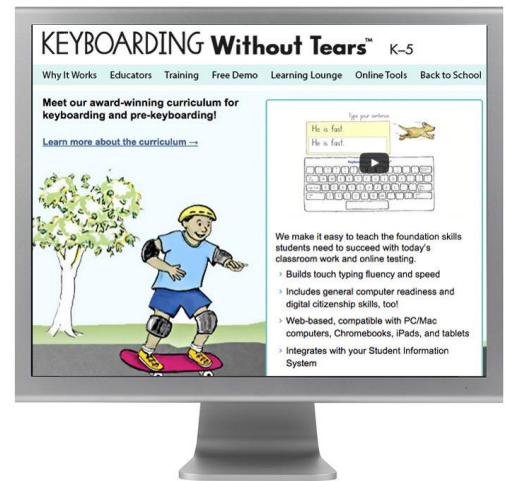 KEYBOARDING Without Tears™ K–5
Why It Works Educators Training Free Demo Learning Lounge Online Tools Back to School
Meet our award-winning curriculum for
keyboarding and pre-keyboarding!
Learn more about the curriculum →
Type your sentence
He is fast.
He is fast.
We make it easy to teach the foundation skills
students need to succeed with today's
classroom work and online testing.
› Builds touch typing fluency and speed
› Includes general computer readiness and
digital citizenship skills, too!
› Web-based, compatible with PC/Mac
computers, Chromebooks, iPads, and tablets
› Integrates with your Student Information
System